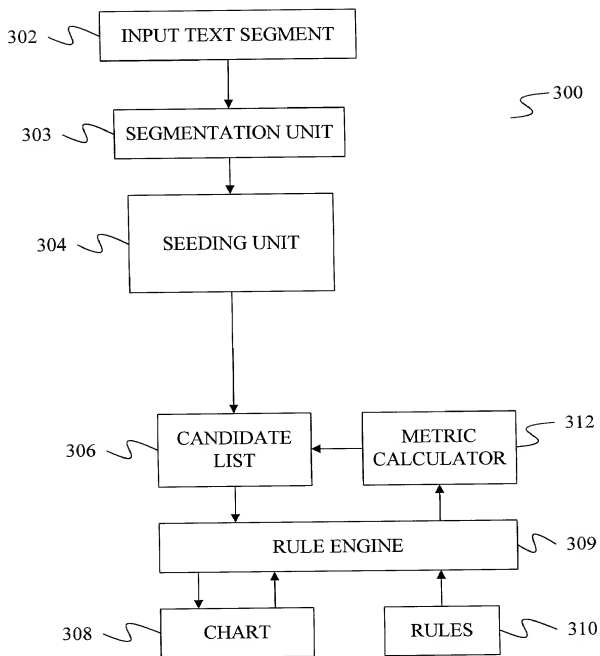 302
INPUT TEXT SEGMENT
300
303
SEGMENTATION UNIT
304
SEEDING UNIT
306
CANDIDATE
LIST
METRIC
CALCULATOR
312
RULE ENGINE
309
308
CHART
RULES
310